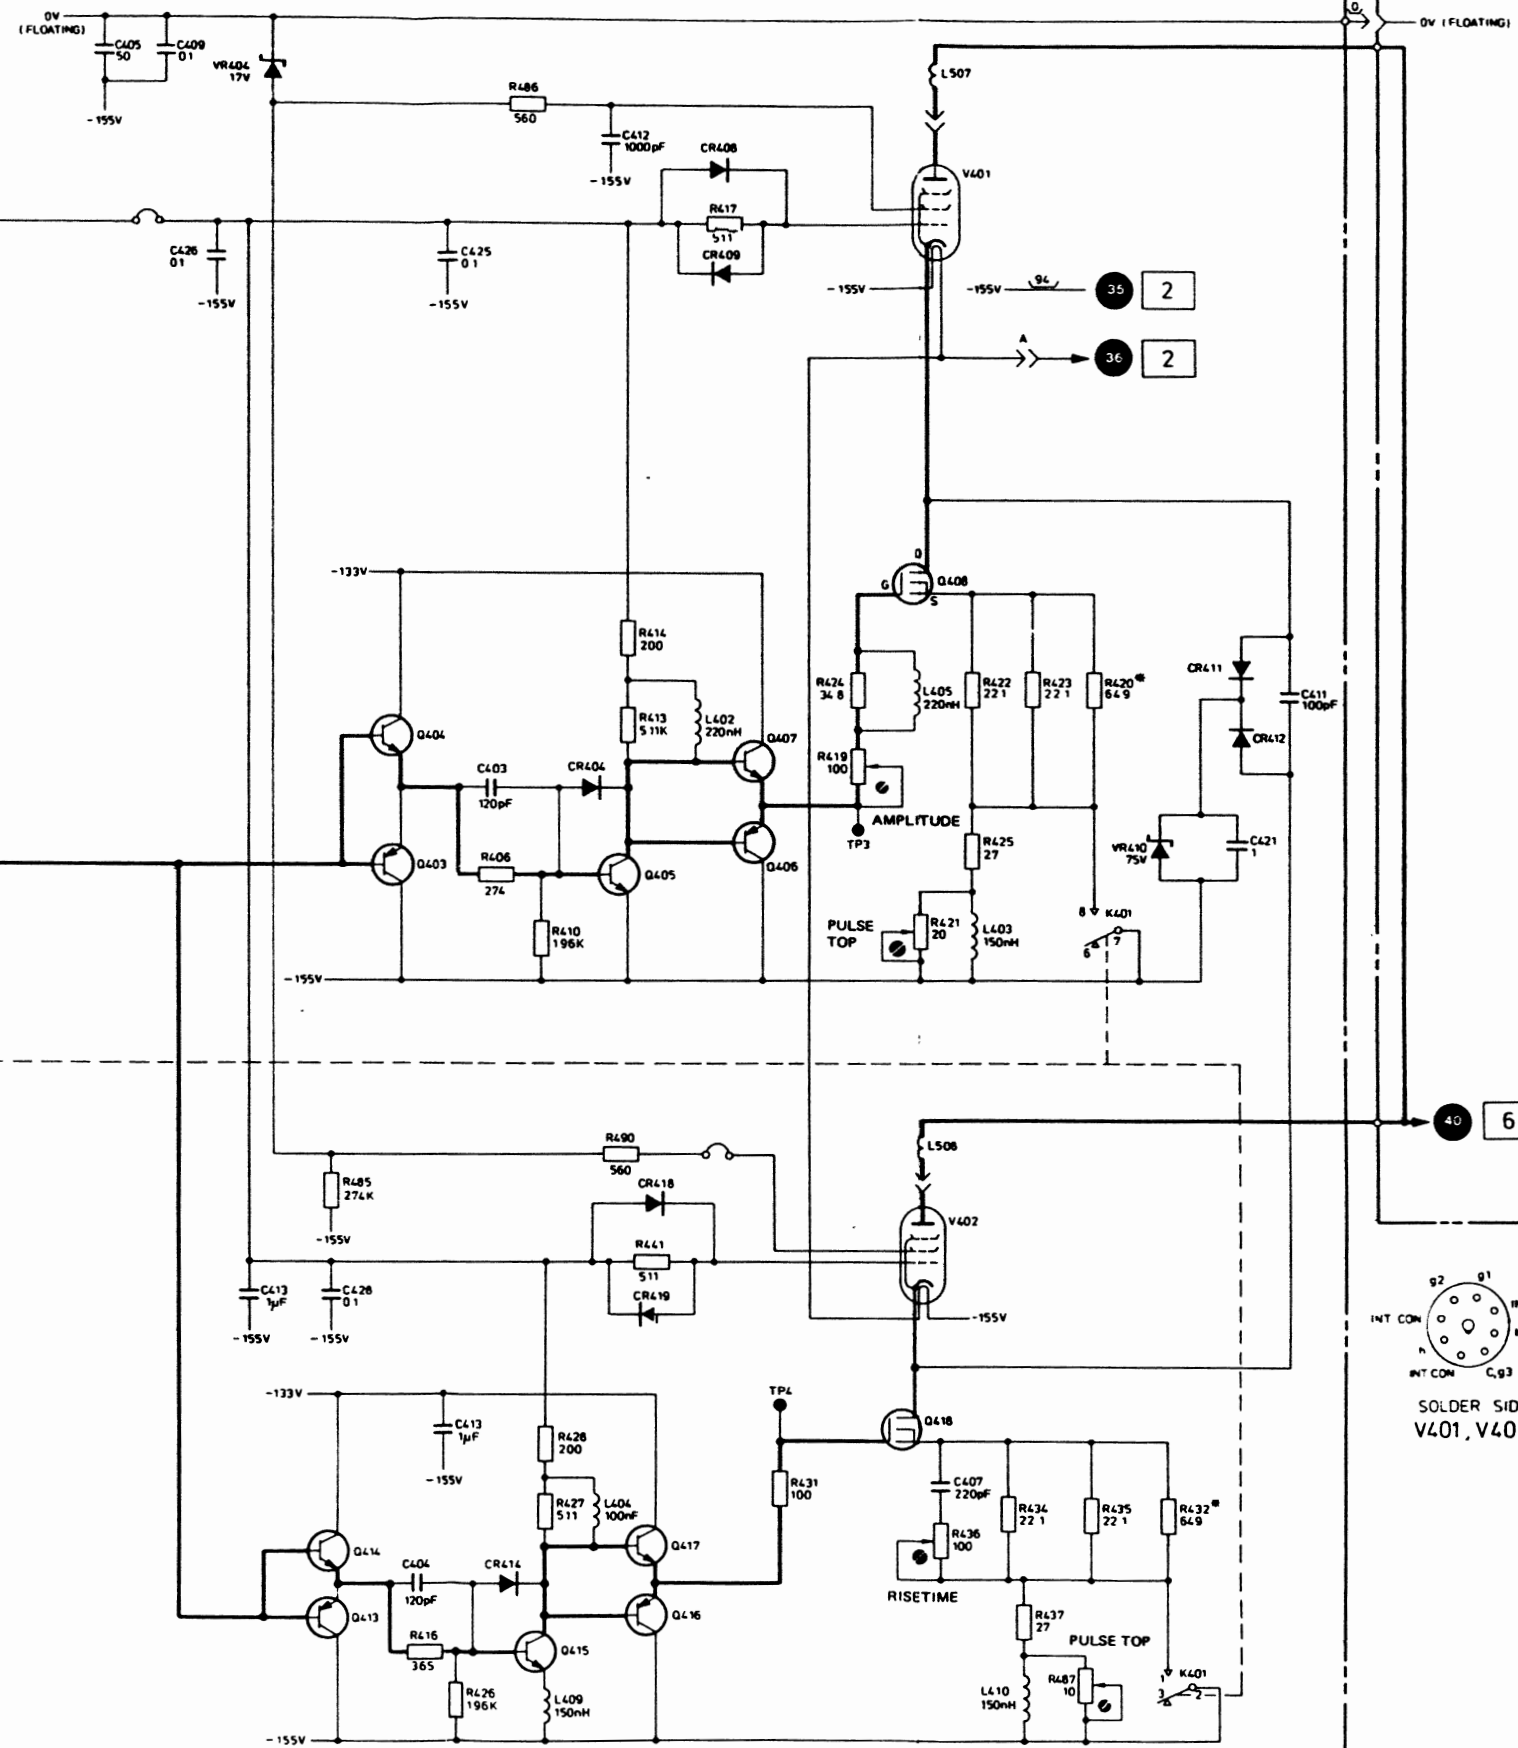 0V
(FLOATING)
C405
50
C409
01
-155V
VR404
17V
R486
560
C412
1000pF
-155V
L507
0V (FLOATING)
CR408
R417
511
CR409
V401
C426
01
-155V
C425
01
-155V
-155V
-155V
94
35
2
A
36
2
-133V
D
G
Q408
S
R414
200
R413
511K
L402
220nH
Q404
Q407
C403
120pF
CR404
R406
274
Q403
Q405
Q406
R410
196K
-155V
R424
348
L405
220nH
R419
100
AMPLITUDE
TP3
R422
221
R423
221
R420*
649
CR411
C411
100pF
CR412
R425
27
VR410
75V
C421
1
PULSE
TOP
R421
20
L403
150nH
8
K401
6
7
R490
560
R485
274K
-155V
CR418
R441
511
CR419
L508
V402
40
6
C413
1µF
-155V
C428
01
-155V
-155V
g2
g1
INT CON
h
INT CON
C,g3
SOLDER SID
V401, V40
-133V
C413
1µF
-155V
TP4
Q418
R428
200
R427
511
L404
100nF
R431
100
C407
220pF
R436
100
RISETIME
R434
221
R435
221
R432*
649
Q414
Q417
C404
120pF
CR414
Q413
Q416
R416
365
Q415
R426
196K
L409
150nH
-155V
R437
27
PULSE TOP
L410
150nH
R487
10
1
K401
3
2